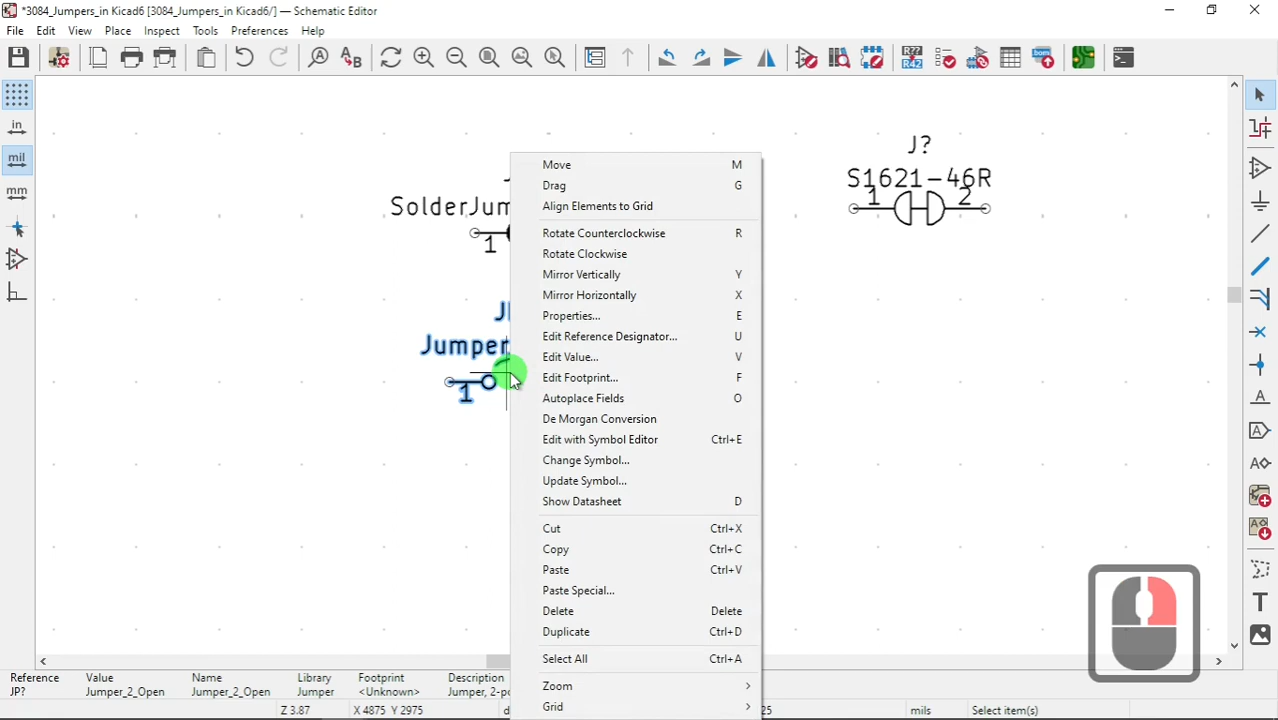 *3084_Jumpers_in Kicad6 [3084_Jumpers_in Kicad6/] — Schematic Editor
File Edit View Place Inspect Tools Preferences Help
in
mil
mm
J?
S1621-46R
1 2
SolderJum
1
Jumper
1
Move M
Drag G
Align Elements to Grid
Rotate Counterclockwise R
Rotate Clockwise
Mirror Vertically Y
Mirror Horizontally X
Properties... E
Edit Reference Designator... U
Edit Value... V
Edit Footprint... F
Autoplace Fields O
De Morgan Conversion
Edit with Symbol Editor Ctrl+E
Change Symbol...
Update Symbol...
Show Datasheet D
Cut Ctrl+X
Copy Ctrl+C
Paste Ctrl+V
Paste Special...
Delete Delete
Duplicate Ctrl+D
Select All Ctrl+A
Zoom
Grid
Reference Value Name Library Footprint Description
JP? Jumper_2_Open Jumper_2_Open Jumper <Unknown> Jumper, 2-po
Z 3.87 X 4875 Y 2975 d 25 mils Select item(s)